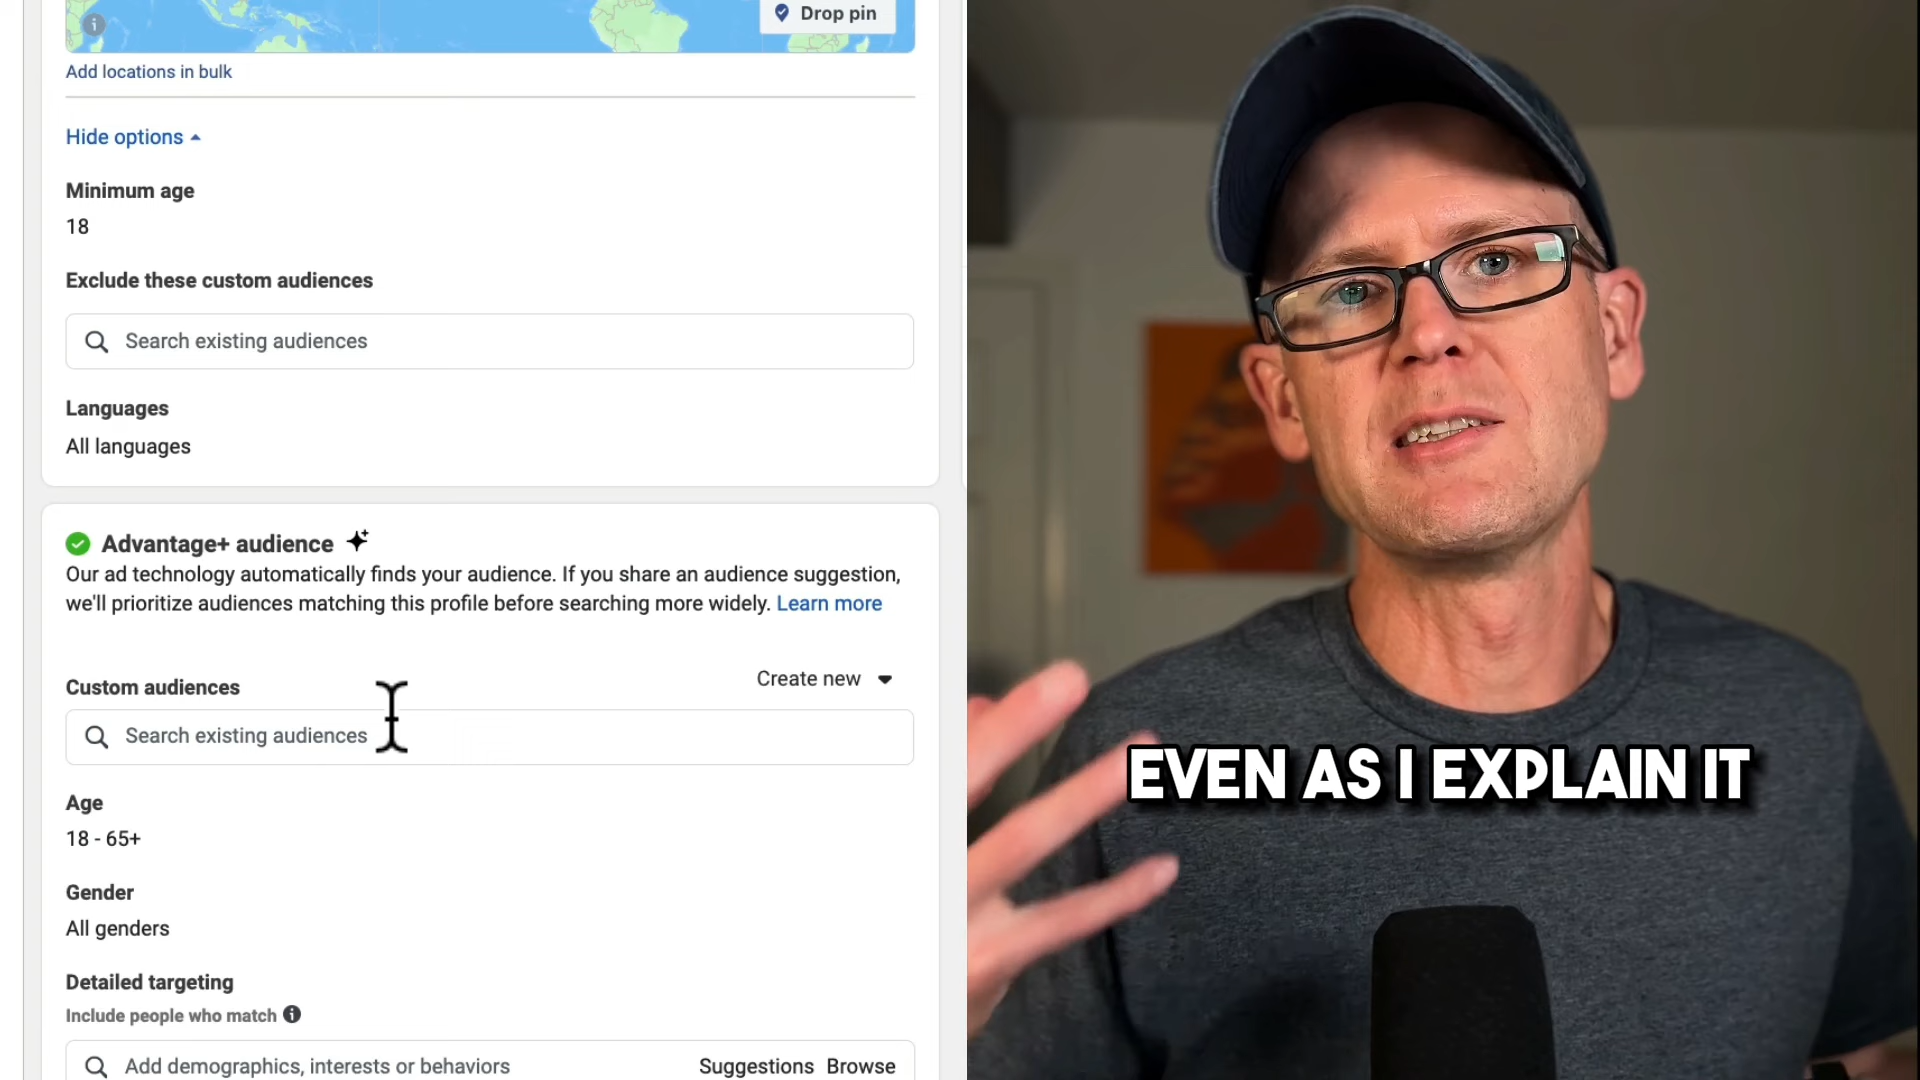 Drop pin
Add locations in bulk
Hide options
Minimum age
18
Exclude these custom audiences
Search existing audiences
Languages
All languages
Advantage+ audience
Our ad technology automatically finds your audience. If you share an audience suggestion,
we'll prioritize audiences matching this profile before searching more widely. Learn more
Custom audiences
Create new
Search existing audiences
Age
18 - 65+
Gender
All genders
Detailed targeting
Include people who match
Add demographics, interests or behaviors
Suggestions Browse
EVEN AS I EXPLAIN IT